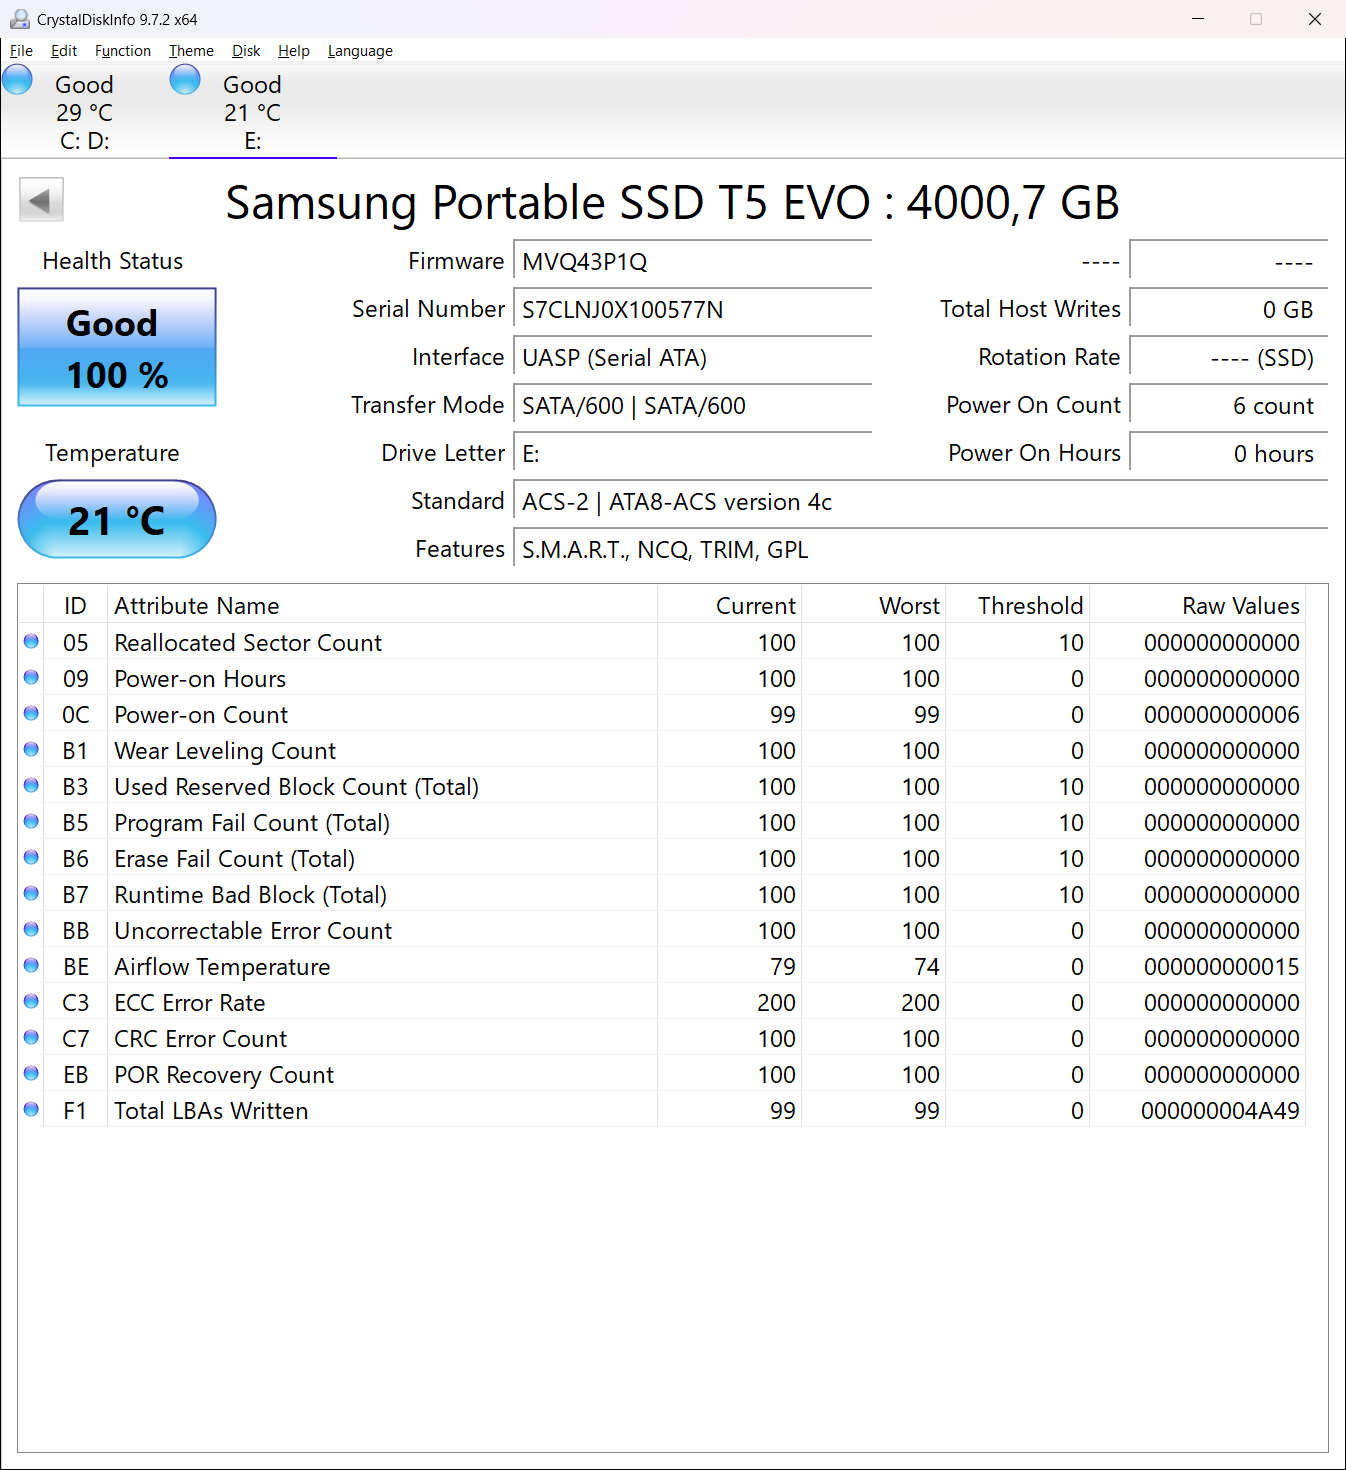 CrystalDiskInfo 9.7.2 x64
File Edit Function Theme Disk Help Language
Good Good
29 °C 21 °C
C: D: E:
Samsung Portable SSD T5 EVO : 4000,7 GB
Health Status
Good
100 %
Temperature
21 °C
Firmware MVQ43P1Q ---- ----
Serial Number S7CLNJ0X100577N Total Host Writes 0 GB
Interface UASP (Serial ATA) Rotation Rate ---- (SSD)
Transfer Mode SATA/600 | SATA/600 Power On Count 6 count
Drive Letter E: Power On Hours 0 hours
Standard ACS-2 | ATA8-ACS version 4c
Features S.M.A.R.T., NCQ, TRIM, GPL
ID Attribute Name Current Worst Threshold Raw Values
05 Reallocated Sector Count 100 100 10 000000000000
09 Power-on Hours 100 100 0 000000000000
0C Power-on Count 99 99 0 000000000006
B1 Wear Leveling Count 100 100 0 000000000000
B3 Used Reserved Block Count (Total) 100 100 10 000000000000
B5 Program Fail Count (Total) 100 100 10 000000000000
B6 Erase Fail Count (Total) 100 100 10 000000000000
B7 Runtime Bad Block (Total) 100 100 10 000000000000
BB Uncorrectable Error Count 100 100 0 000000000000
BE Airflow Temperature 79 74 0 000000000015
C3 ECC Error Rate 200 200 0 000000000000
C7 CRC Error Count 100 100 0 000000000000
EB POR Recovery Count 100 100 0 000000000000
F1 Total LBAs Written 99 99 0 000000004A49